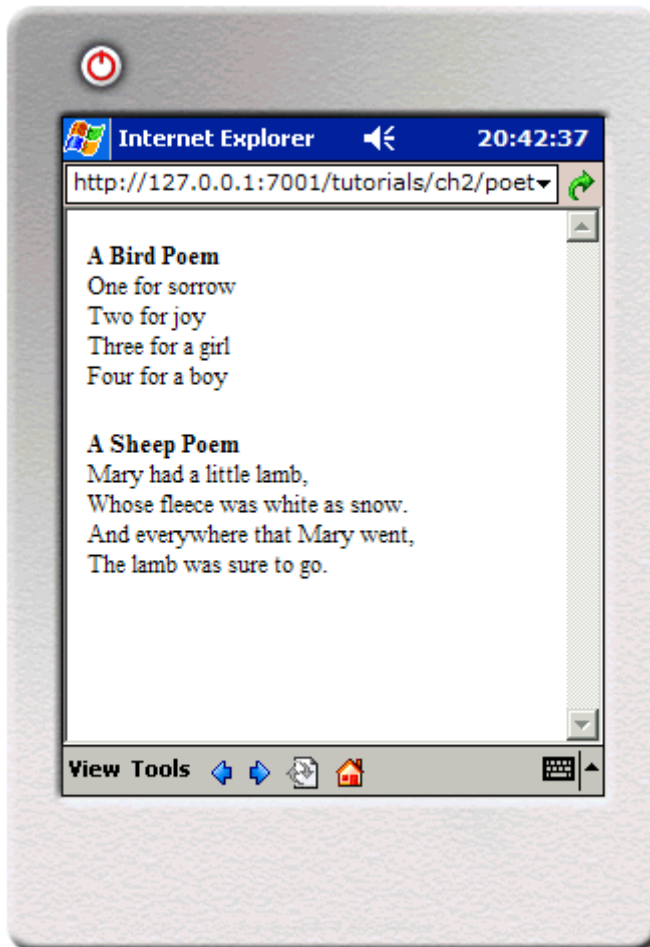 Internet Explorer 20:42:37
http://127.0.0.1:7001/tutorials/ch2/poet
A Bird Poem
One for sorrow
Two for joy
Three for a girl
Four for a boy
A Sheep Poem
Mary had a little lamb,
Whose fleece was white as snow.
And everywhere that Mary went,
The lamb was sure to go.
View Tools